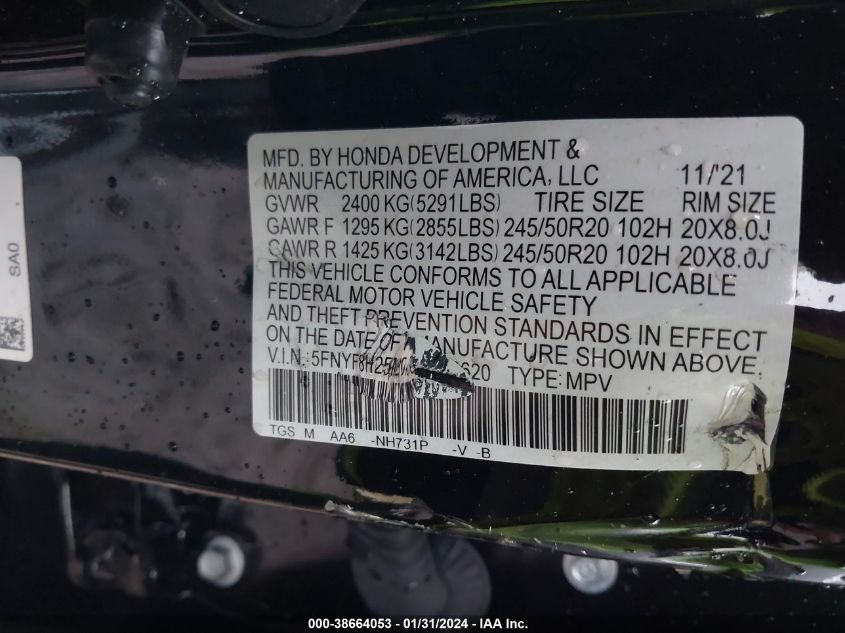 SA0
MFD. BY HONDA DEVELOPMENT &
MANUFACTURING OF AMERICA, LLC 11/'21
GVWR 2400 KG(5291LBS) TIRE SIZE RIM SIZE
GAWR F 1295 KG(2855LBS) 245/50R20 102H 20X8.0J
GAWR R 1425 KG(3142LBS) 245/50R20 102H 20X8.0J
THIS VEHICLE CONFORMS TO ALL APPLICABLE
FEDERAL MOTOR VEHICLE SAFETY
AND THEFT PREVENTION STANDARDS IN EFFECT
ON THE DATE OF MANUFACTURE SHOWN ABOVE.
V.I.N.: TYPE: MPV
TGS M AA6 -NH731P -V -B
000-38664053 - 01/31/2024 - IAA Inc.